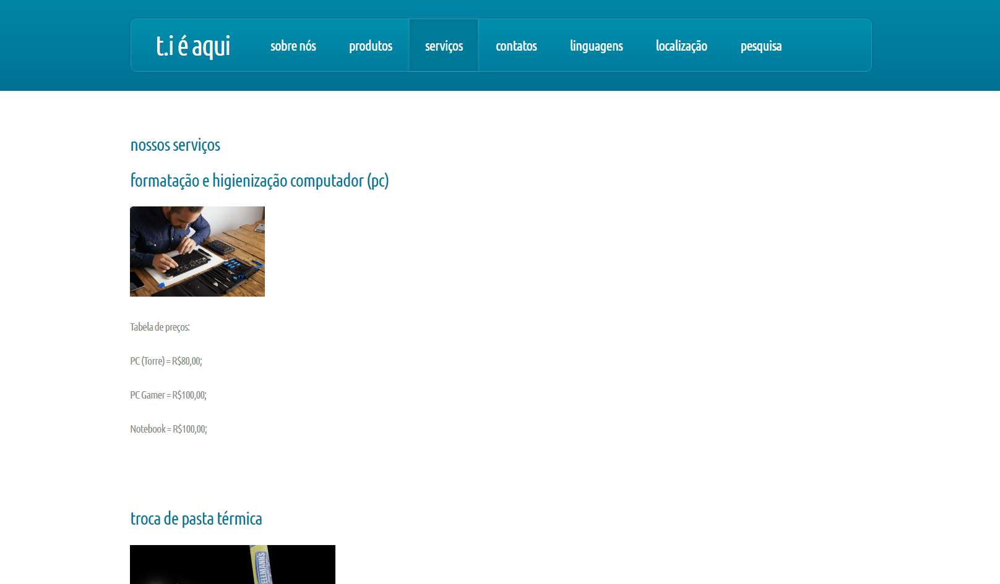 t.i é aqui sobre nós produtos serviços contatos linguagens localização pesquisa
nossos serviços
formatação e higienização computador (pc)
Tabela de preços:
PC (Torre) = R$80,00;
PC Gamer = R$100,00;
Notebook = R$100,00;
troca de pasta térmica
ELLMANNS